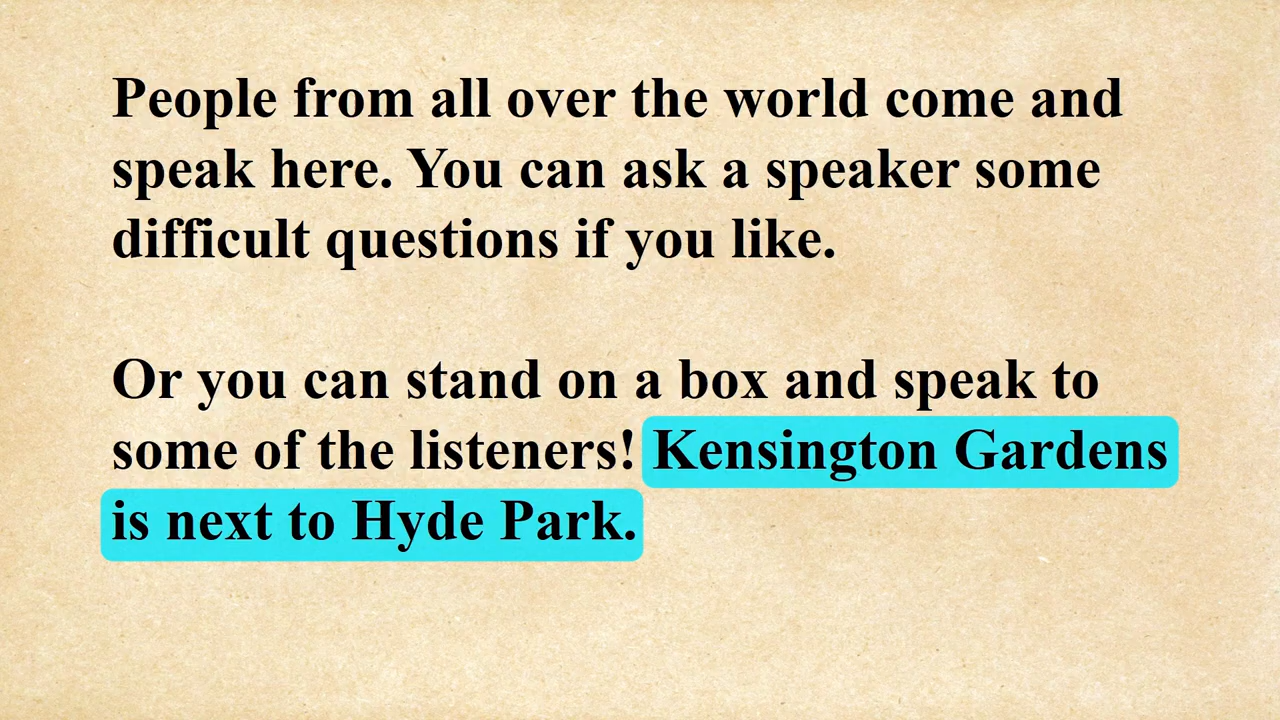 People from all over the world come and
speak here. You can ask a speaker some
difficult questions if you like.
Or you can stand on a box and speak to
some of the listeners! Kensington Gardens
is next to Hyde Park.